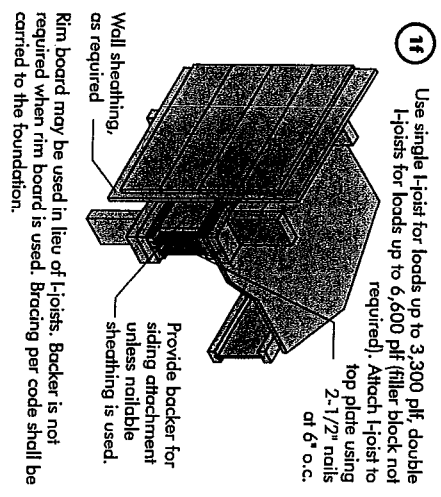 1f
Use single I-joist for loads up to 3,300 plf, double
I-joists for loads up to 6,600 plf (filler block not
required). Attach I-joist to
top plate using
2-1/2" nails
at 6" o.c.
Wall sheathing,
as required
Provide backer for
siding attachment
unless nailable
sheathing is used.
Rim board may be used in lieu of I-joists. Backer is not
required when rim board is used. Bracing per code shall be
carried to the foundation.